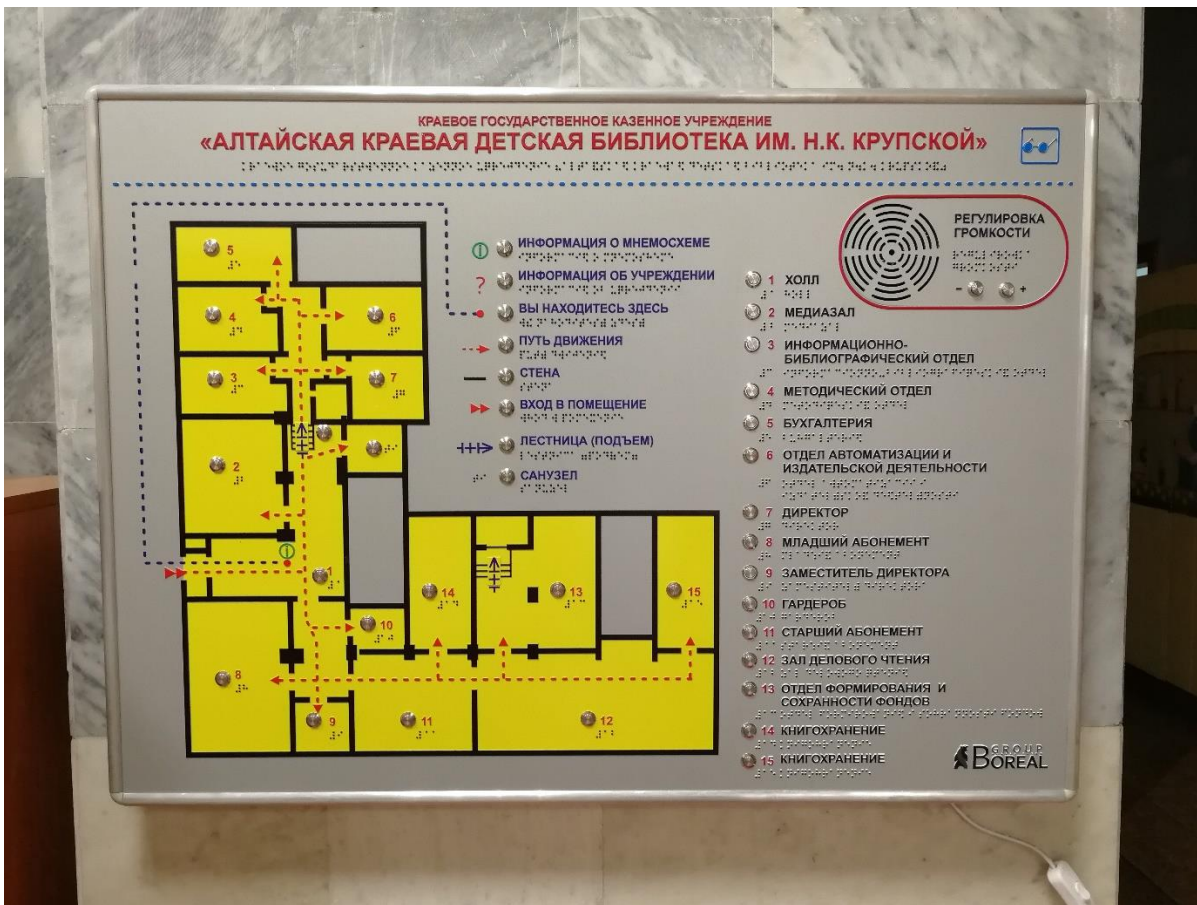 КРАЕВОЕ ГОСУДАРСТВЕННОЕ КАЗЕННОЕ УЧРЕЖДЕНИЕ
«АЛТАЙСКАЯ КРАЕВАЯ ДЕТСКАЯ БИБЛИОТЕКА ИМ. Н.К. КРУПСКОЙ»
РЕГУЛИРОВКА
ГРОМКОСТИ
- +
ИНФОРМАЦИЯ О МНЕМОСХЕМЕ
? ИНФОРМАЦИЯ ОБ УЧРЕЖДЕНИИ
ВЫ НАХОДИТЕСЬ ЗДЕСЬ
ПУТЬ ДВИЖЕНИЯ
СТЕНА
ВХОД В ПОМЕЩЕНИЕ
ЛЕСТНИЦА (ПОДЪЕМ)
САНУЗЕЛ
1 ХОЛЛ
2 МЕДИАЗАЛ
3 ИНФОРМАЦИОННО-
БИБЛИОГРАФИЧЕСКИЙ ОТДЕЛ
4 МЕТОДИЧЕСКИЙ ОТДЕЛ
5 БУХГАЛТЕРИЯ
6 ОТДЕЛ АВТОМАТИЗАЦИИ И
ИЗДАТЕЛЬСКОЙ ДЕЯТЕЛЬНОСТИ
7 ДИРЕКТОР
8 МЛАДШИЙ АБОНЕМЕНТ
9 ЗАМЕСТИТЕЛЬ ДИРЕКТОРА
10 ГАРДЕРОБ
11 СТАРШИЙ АБОНЕМЕНТ
12 ЗАЛ ДЕЛОВОГО ЧТЕНИЯ
13 ОТДЕЛ ФОРМИРОВАНИЯ И
СОХРАННОСТИ ФОНДОВ
14 КНИГОХРАНЕНИЕ
15 КНИГОХРАНЕНИЕ
5
4
6
3
7
2
1
14
13
15
10
8
9
11
12
GROUP
BOREAL